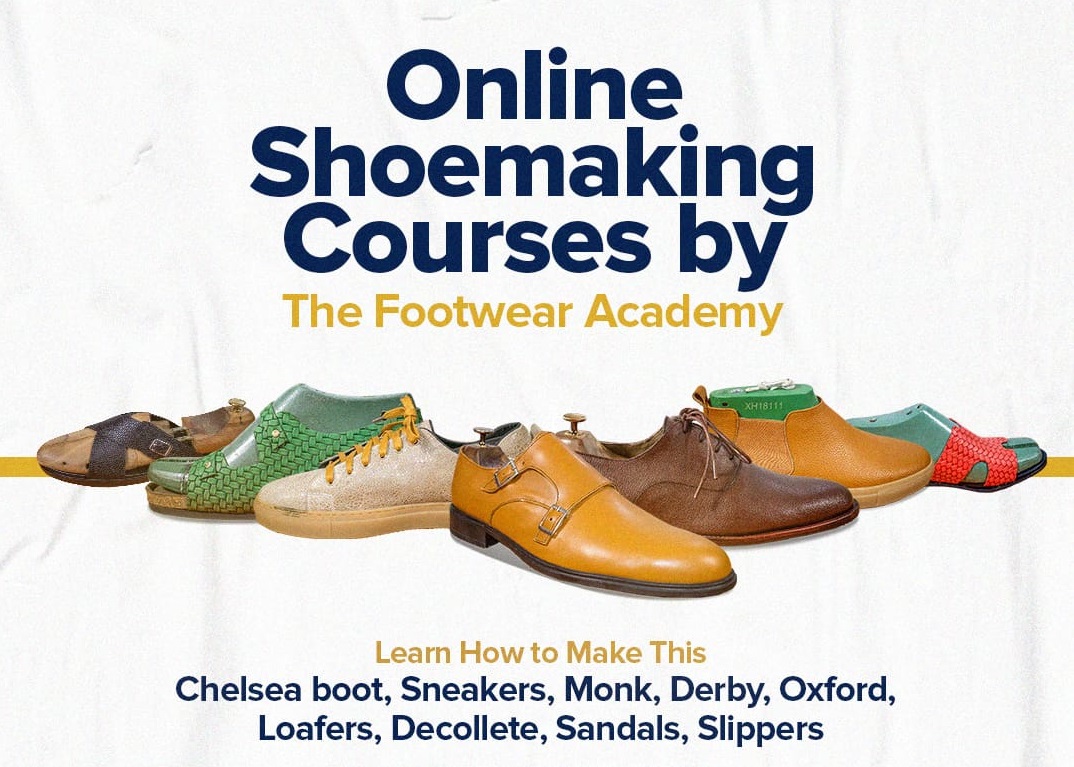 Online
Shoemaking
Courses by
The Footwear Academy
XH18111
Learn How to Make This
Chelsea boot, Sneakers, Monk, Derby, Oxford,
Loafers, Decollete, Sandals, Slippers